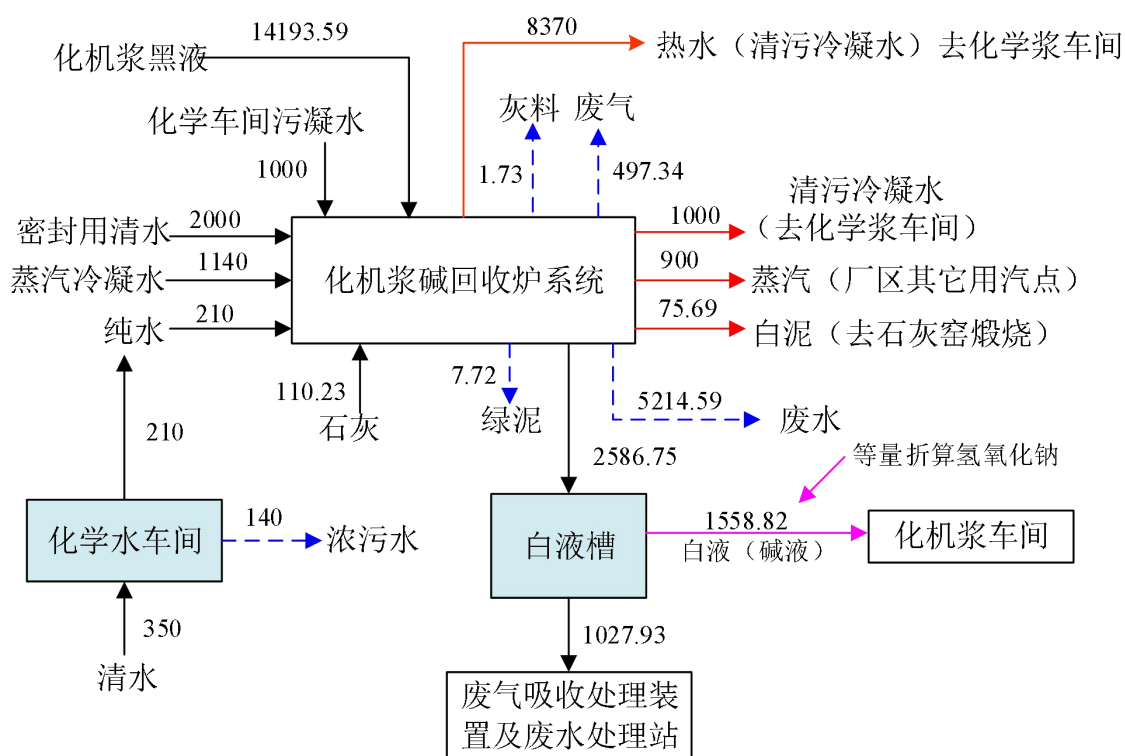 14193.59
8370
化机浆黑液
热水（清污冷凝水）去化学浆车间
化学车间污凝水
灰料
废气
1000
1.73
497.34
清污冷凝水
（去化学浆车间）
密封用清水
2000
1000
蒸汽冷凝水
1140
化机浆碱回收炉系统
900
蒸汽（厂区其它用汽点）
纯水
210
75.69
白泥（去石灰窑煅烧）
110.23
石灰
7.72
绿泥
5214.59
废水
210
2586.75
等量折算氢氧化钠
化学水车间
140
浓污水
白液槽
1558.82
白液（碱液）
化机浆车间
350
清水
1027.93
废气吸收处理装
置及废水处理站